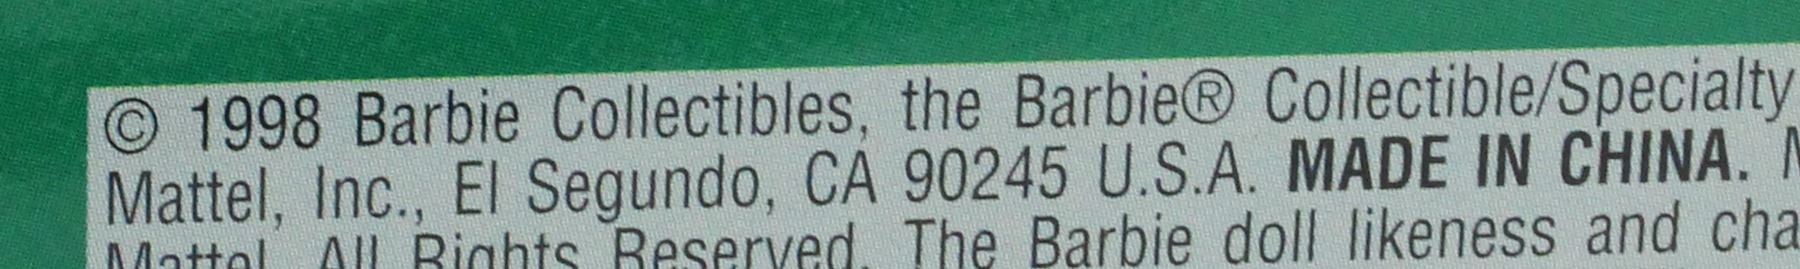 © 1998 Barbie Collectibles, the Barbie® Collectible/Specialty
Mattel, Inc., El Segundo, CA 90245 U.S.A. MADE IN CHINA.
Mattel. All Rights Reserved. The Barbie doll likeness and